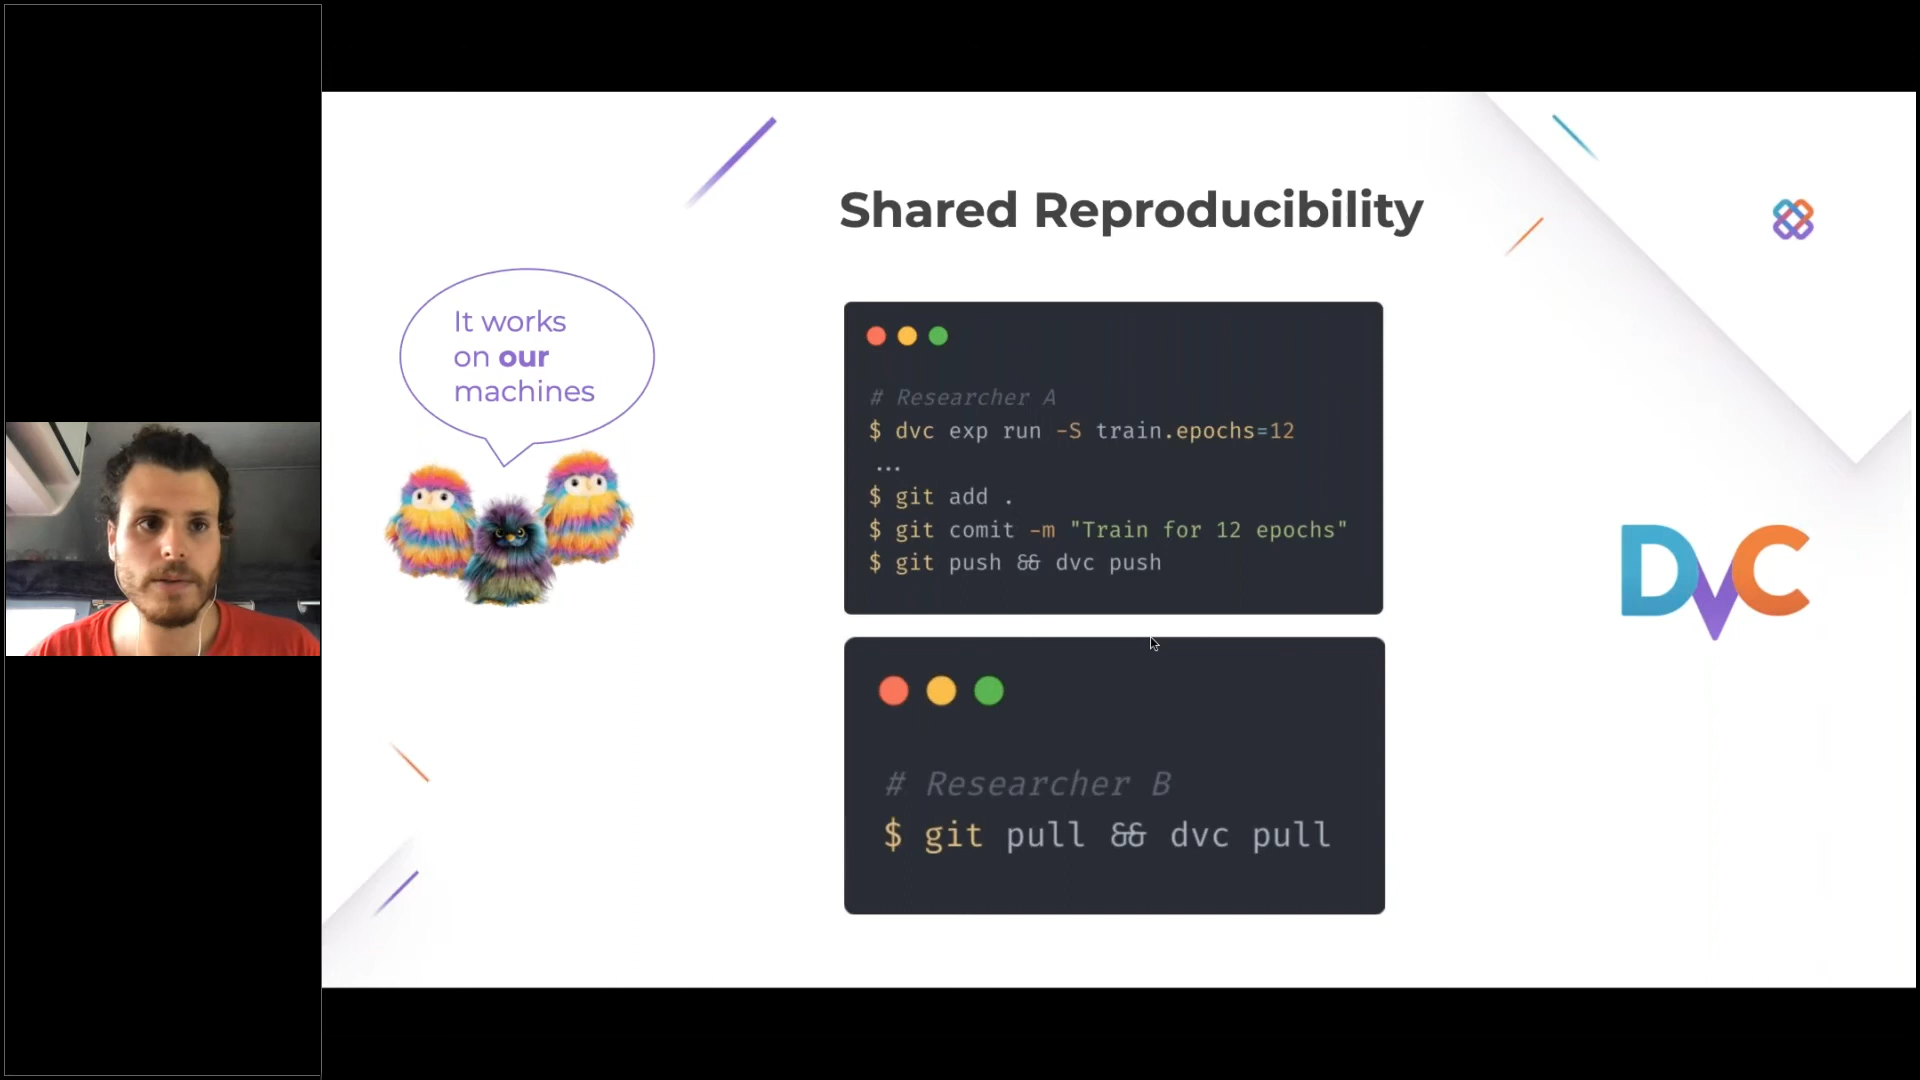 Shared Reproducibility
It works
on our
machines
# Researcher A
$ dvc exp run -S train.epochs=12
...
$ git add .
$ git comit -m "Train for 12 epochs"
$ git push && dvc push
# Researcher B
$ git pull && dvc pull
DVC